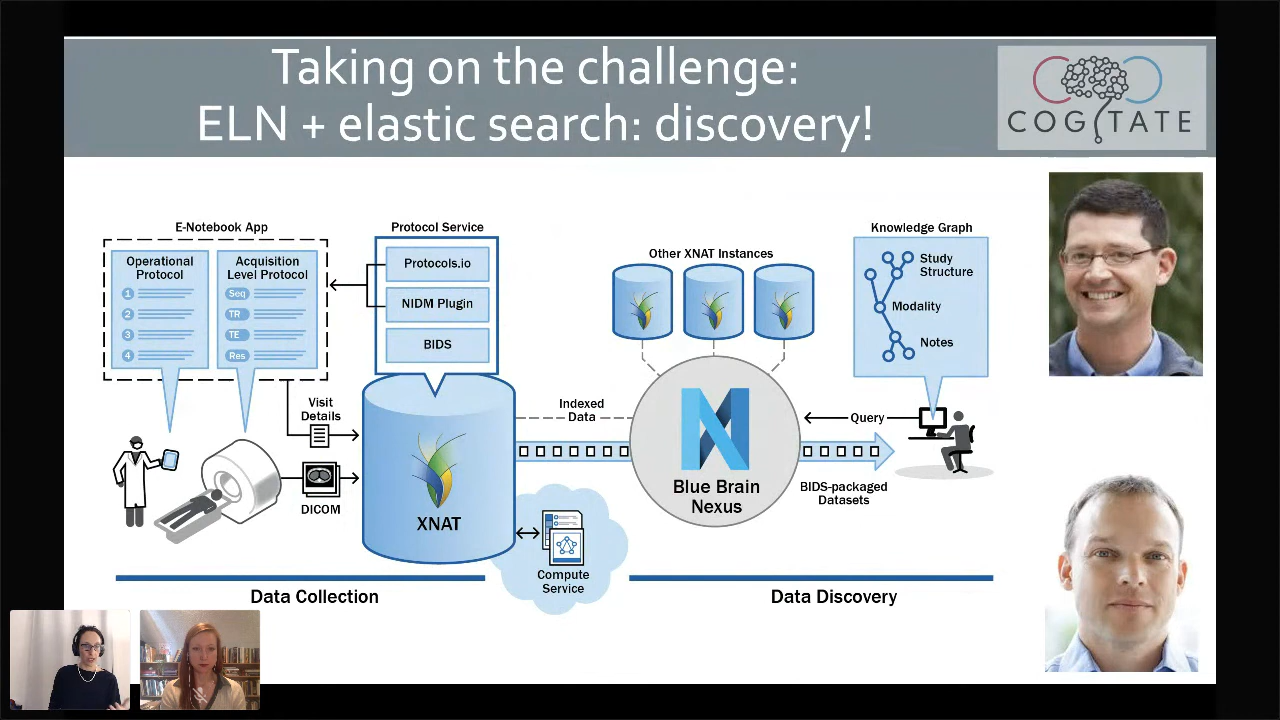 Taking on the challenge:
ELN + elastic search: discovery!
COGITATE
E-Notebook App
Operational
Protocol
1
2
3
4
Acquisition
Level Protocol
Seq
TR
TE
Res
Protocol Service
Protocols.io
NIDM Plugin
BIDS
Other XNAT Instances
Knowledge Graph
Study
Structure
Modality
Notes
Visit
Details
DICOM
XNAT
Indexed
Data
Blue Brain
Nexus
Query
BIDS-packaged
Datasets
Compute
Service
Data Collection
Data Discovery